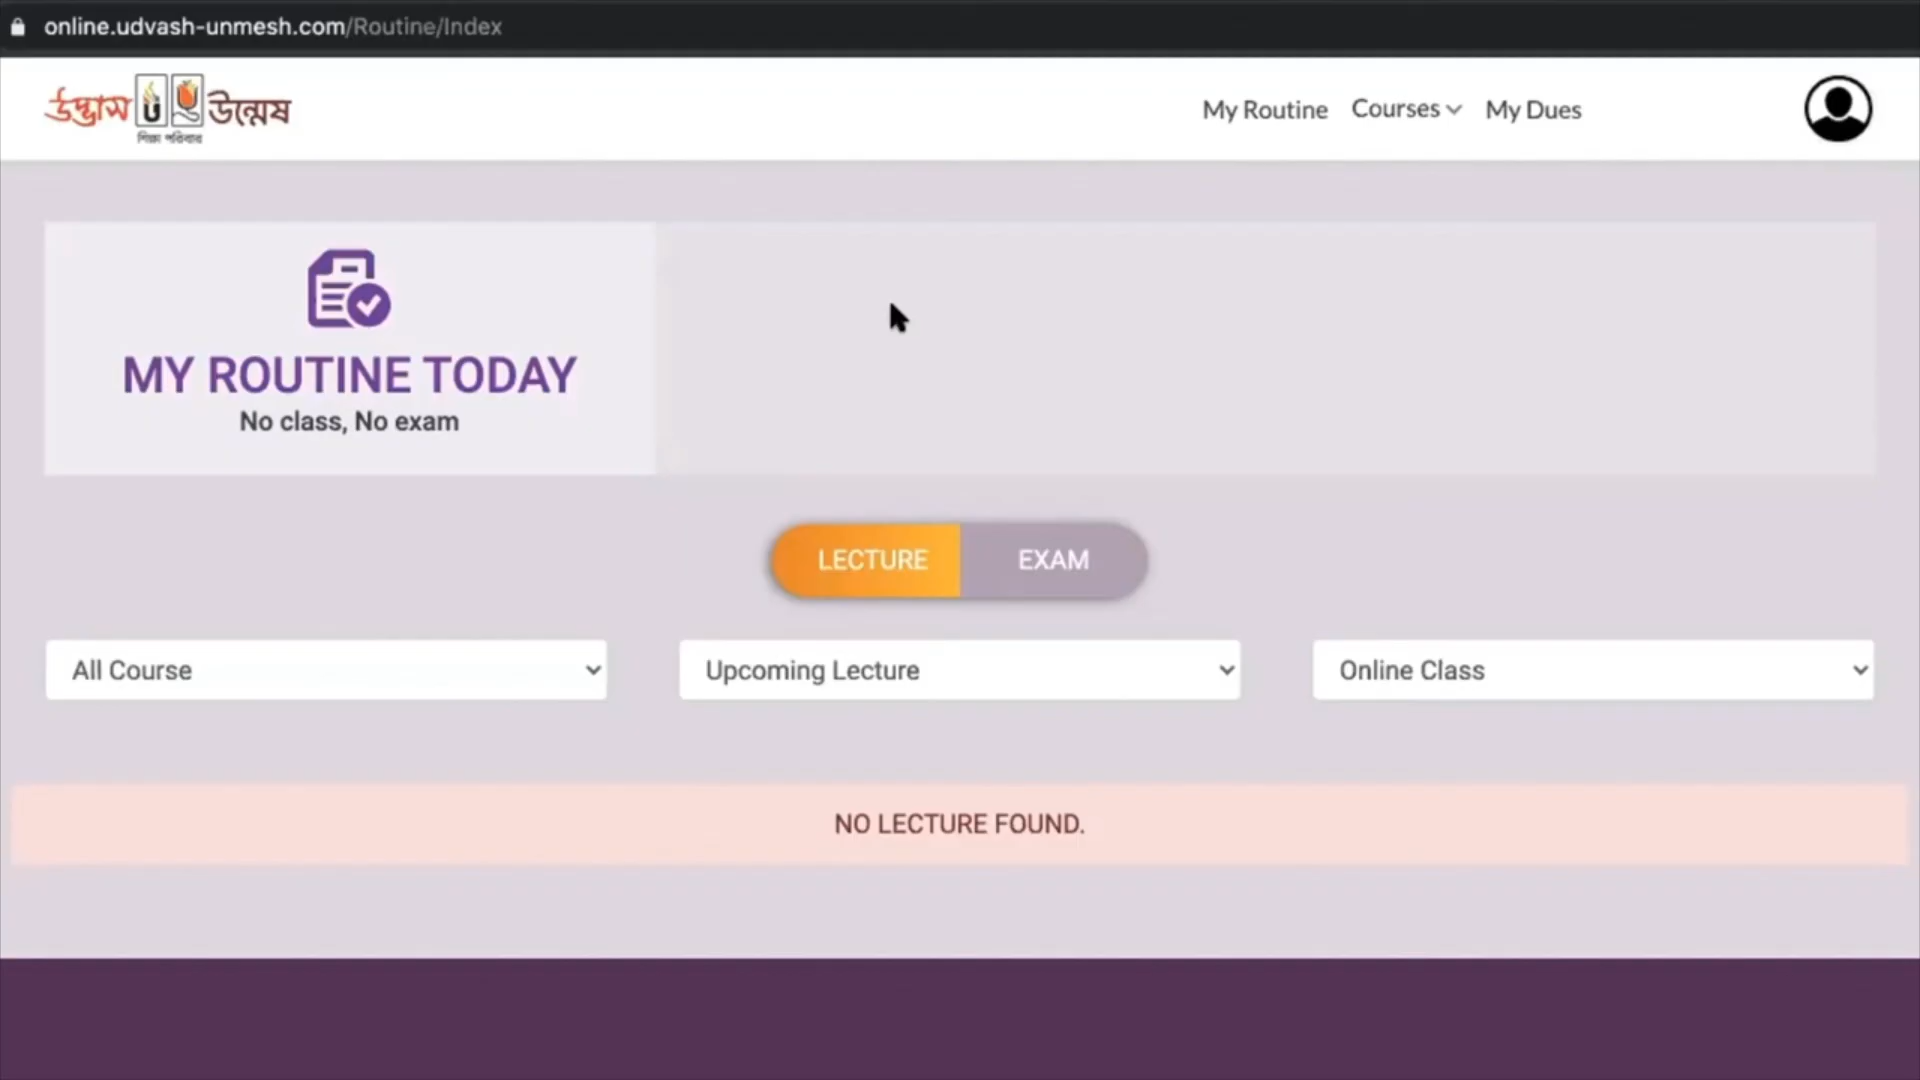 online.udvash-unmesh.com/Routine/Index
উদ্ভাস উন্মেষ
শিক্ষা পরিবার
My Routine Courses My Dues
MY ROUTINE TODAY
No class, No exam
LECTURE EXAM
All Course Upcoming Lecture Online Class
NO LECTURE FOUND.